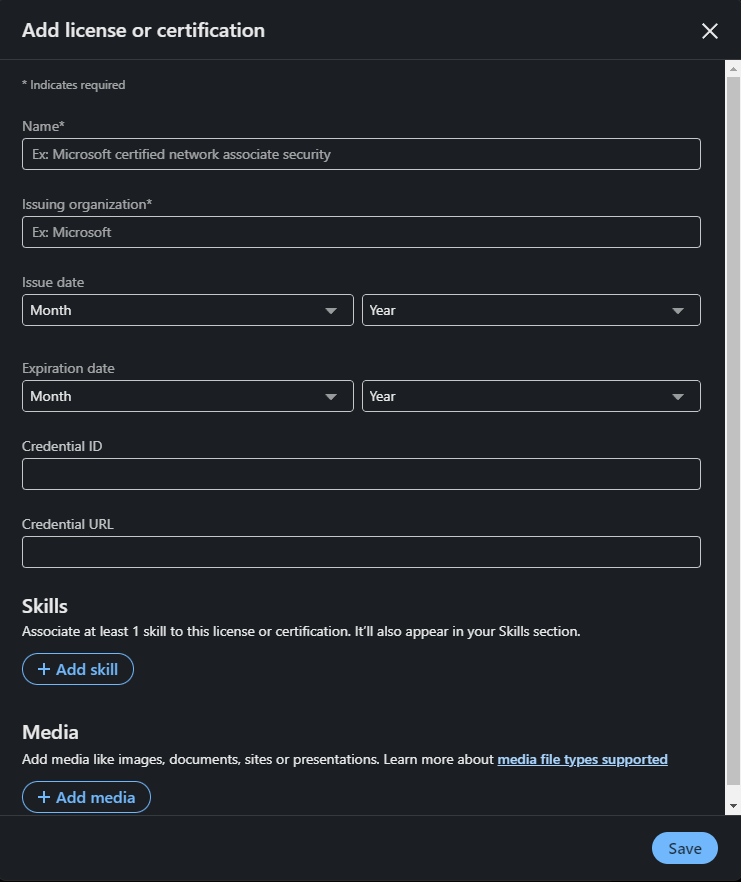 Add license or certification
* Indicates required
Name*
Ex: Microsoft certified network associate security
Issuing organization*
Ex: Microsoft
Issue date
Month Year
Expiration date
Month Year
Credential ID
Credential URL
Skills
Associate at least 1 skill to this license or certification. It’ll also appear in your Skills section.
+ Add skill
Media
Add media like images, documents, sites or presentations. Learn more about media file types supported
+ Add media
Save